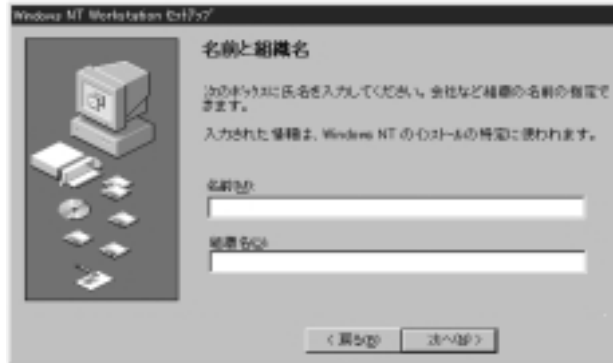 Windows NT Workstation セットアップ
名前と組織名
次のボックスに氏名を入力してください。会社など組織の名前の指定で
きます。
入力された情報は、Windows NT のインストールの特定に使われます。
名前(M):
組織名(O):
< 戻る(B)
次へ(N) >